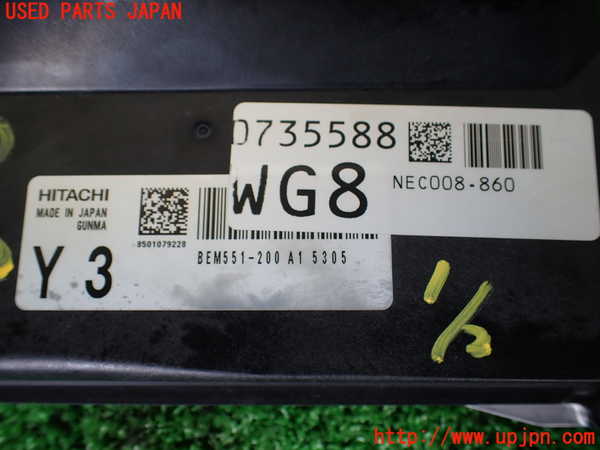 USED PARTS JAPAN
0735588
WG8
NEC008-860
HITACHI
MADE IN JAPAN
GUNMA
-8501079228
BEM551-200 A1 5305
Y 3
UPJ
http://www.upjpn.com/